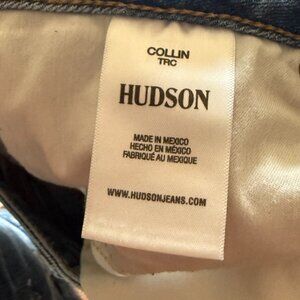 COLLIN
TRC
HUDSON
MADE IN MEXICO
HECHO EN MÉXICO
FABRIQUÉ AU MEXIQUE
WWW.HUDSONJEANS.COM